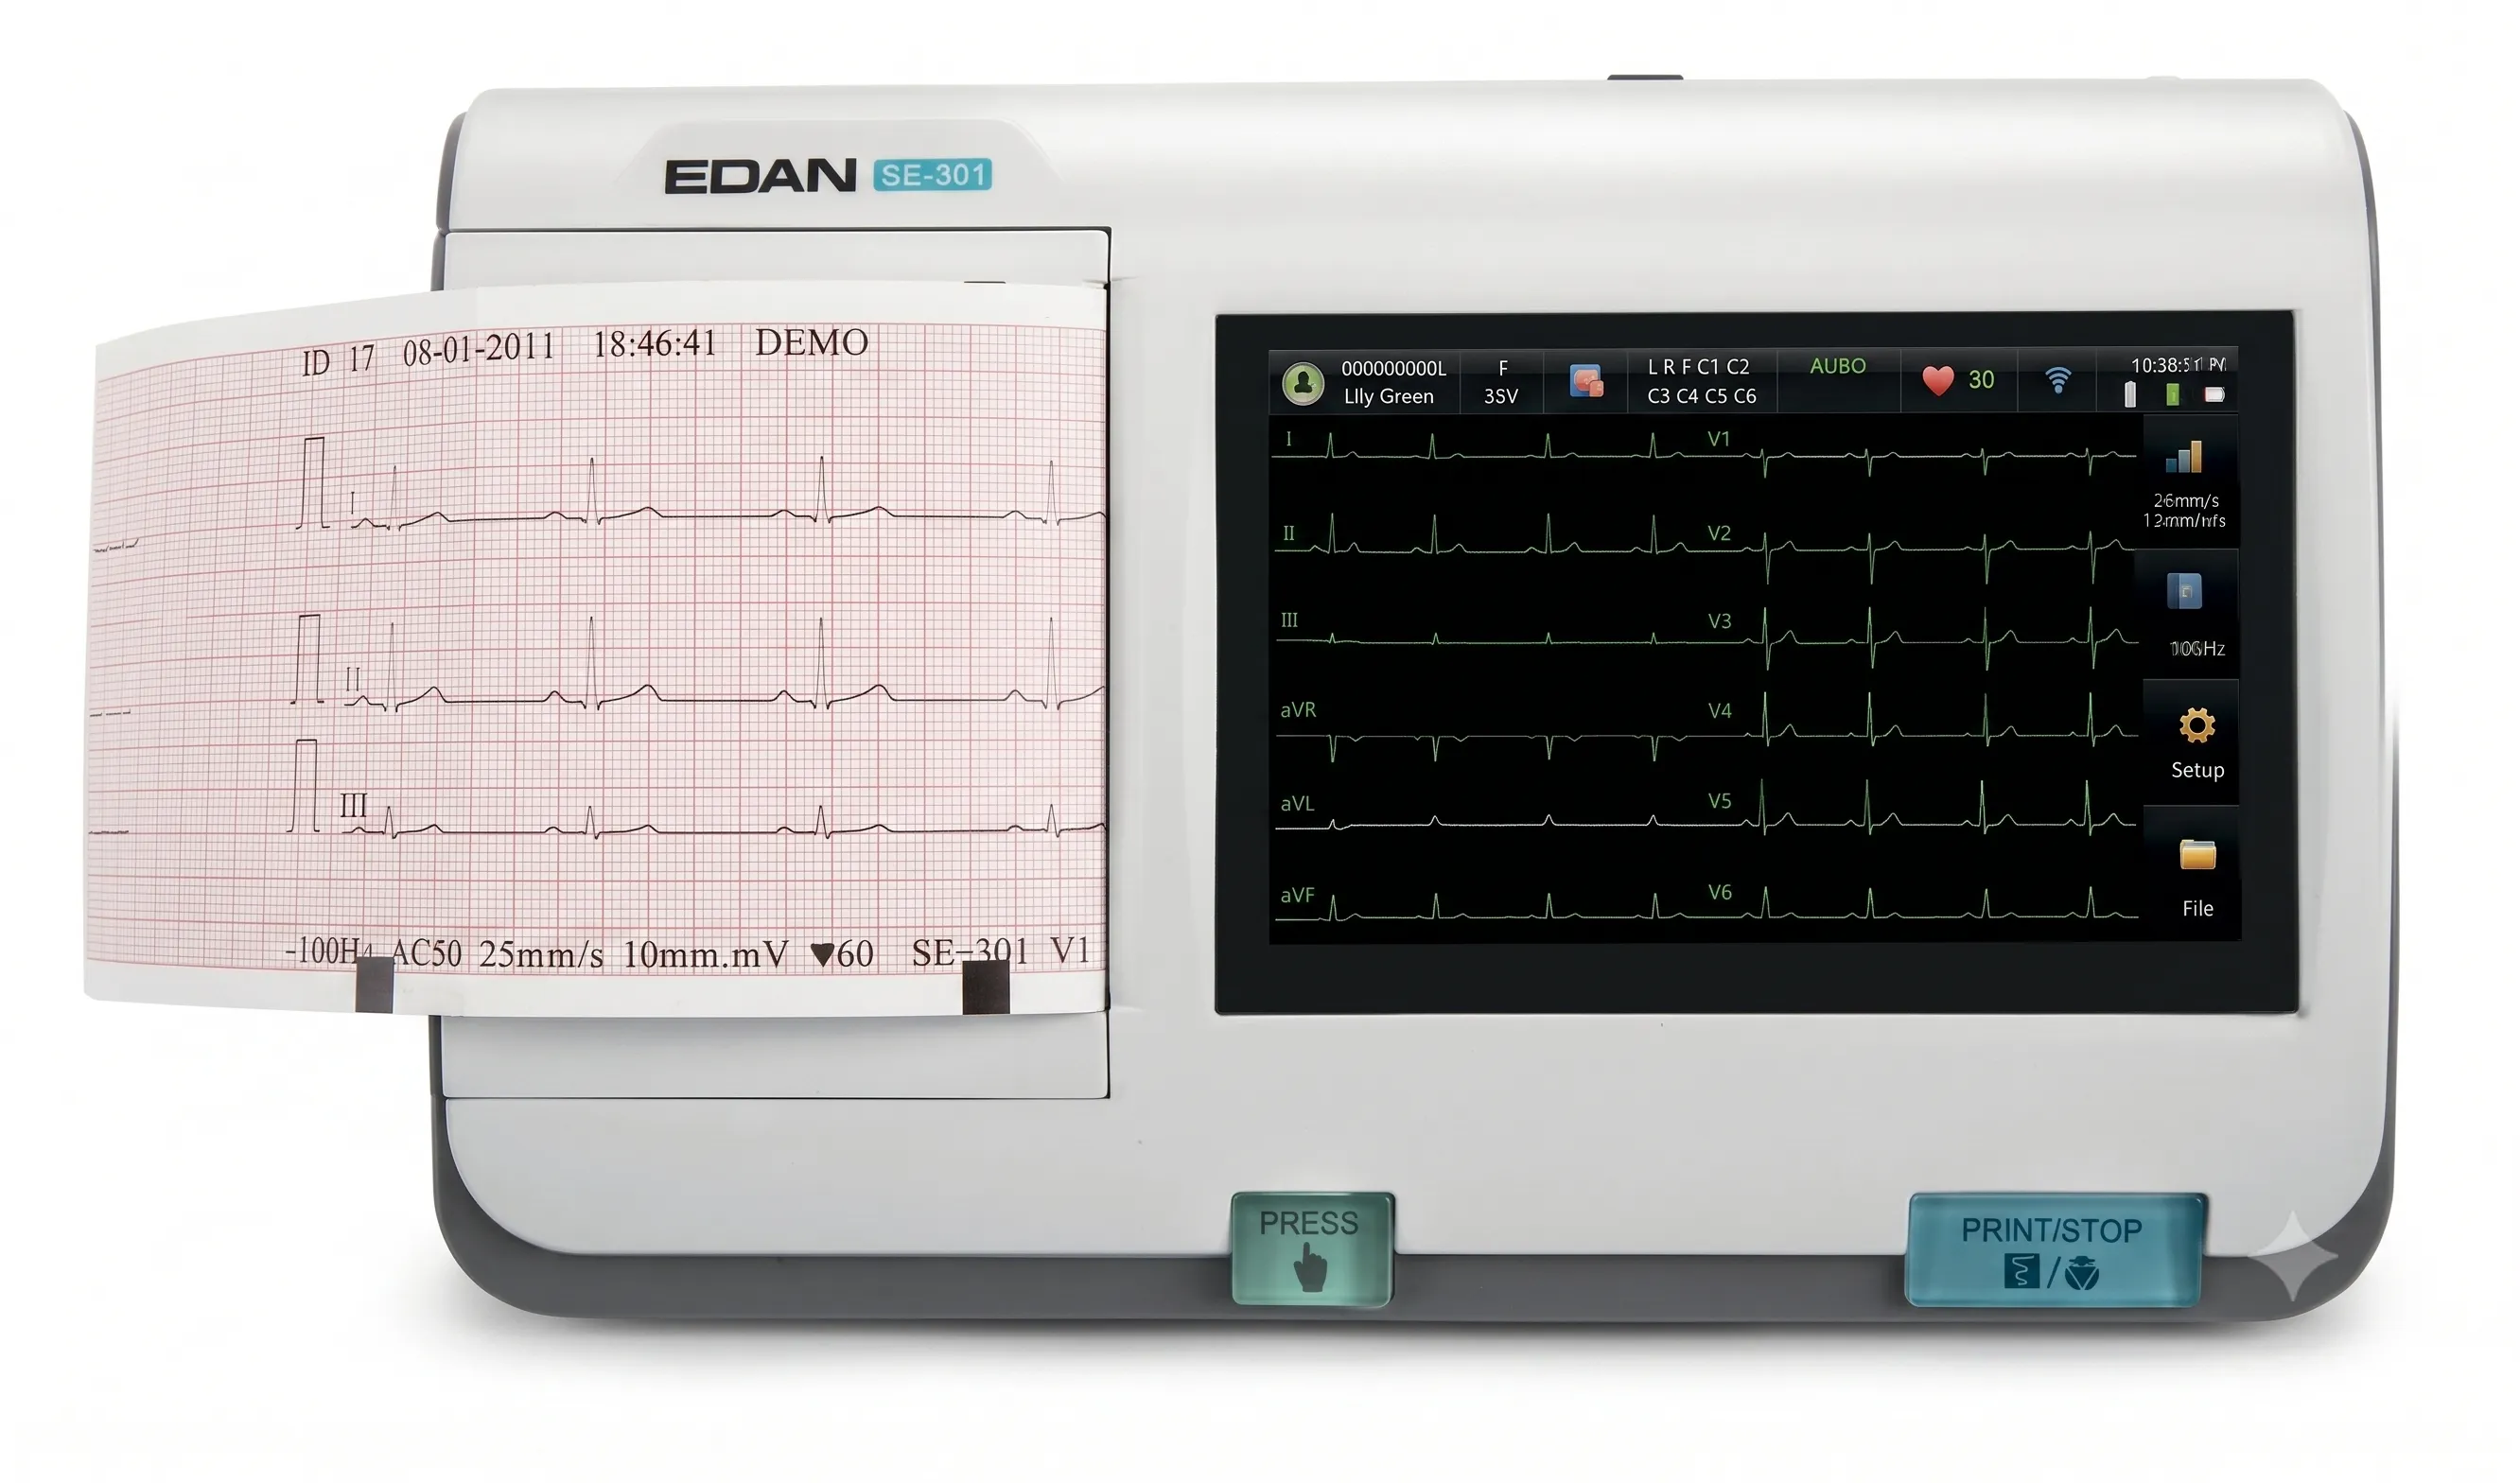 EDAN SE-301
ID 17 08-01-2011 18:46:41 DEMO
I
II
III
AC50 25mm/s 10mm.mV ♥60 SE-301 V1
000000000L
Llly Green
F
3SV
L R F C1 C2
C3 C4 C5 C6
AUBO
30
I
V1
II
V2
III
V3
aVR
V4
aVL
V5
aVF
V6
Setup
File
PRESS
PRINT/STOP